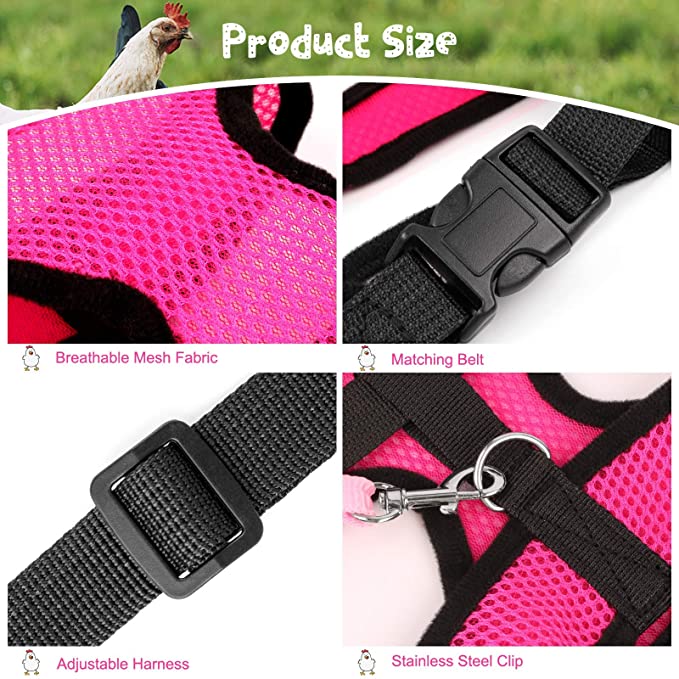 Product Size
Breathable Mesh Fabric
Matching Belt
Adjustable Harness
Stainless Steel Clip